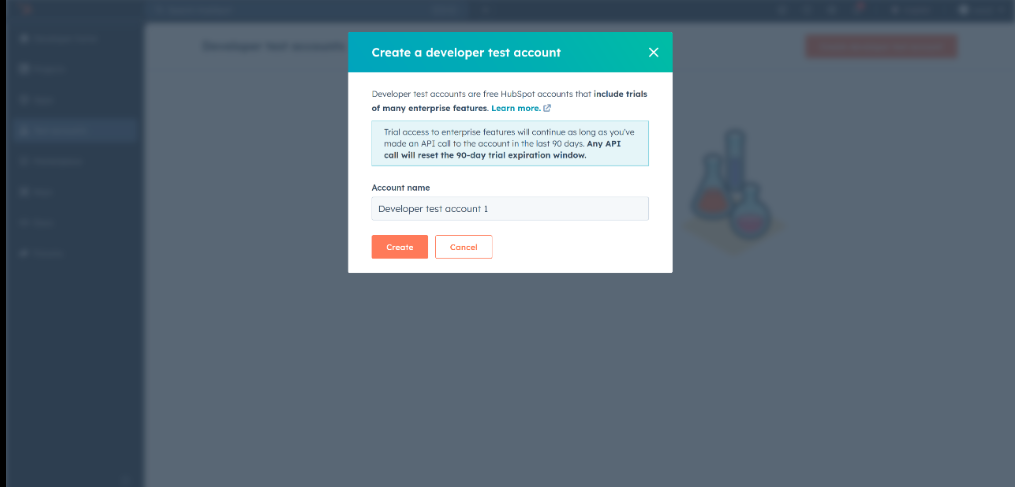 Developer test accounts
Create a developer test account
Developer test accounts are free HubSpot accounts that include trials
of many enterprise features. Learn more.
Trial access to enterprise features will continue as long as you've
made an API call to the account in the last 90 days. Any API
call will reset the 90-day trial expiration window.
Account name
Developer test account 1
Create
Cancel